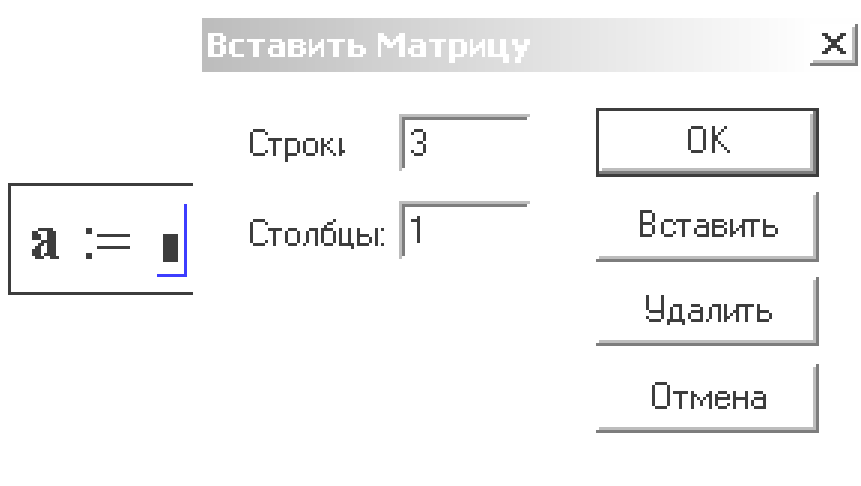 Вставить Матрицу
Строки
3
OK
a :=
Столбцы:
1
Вставить
Удалить
Отмена